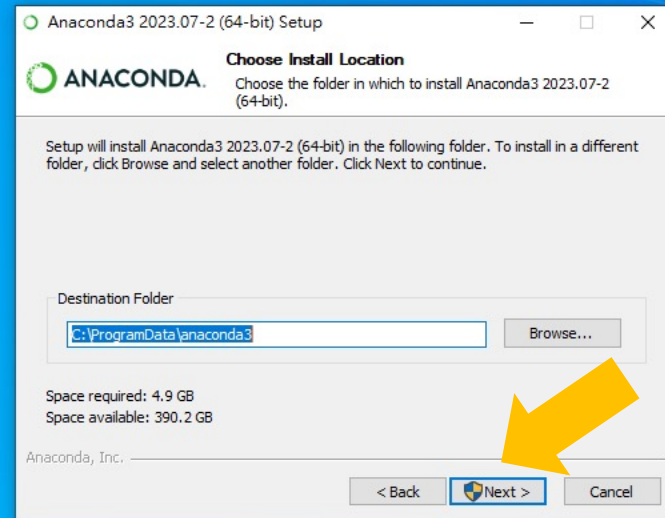 Anaconda3 2023.07-2 (64-bit) Setup
ANACONDA.
Choose Install Location
Choose the folder in which to install Anaconda3 2023.07-2
(64-bit).
Setup will install Anaconda3 2023.07-2 (64-bit) in the following folder. To install in a different
folder, click Browse and select another folder. Click Next to continue.
Destination Folder
C:\ProgramData\anaconda3
Browse...
Space required: 4.9 GB
Space available: 390.2 GB
Anaconda, Inc.
< Back
Next >
Cancel